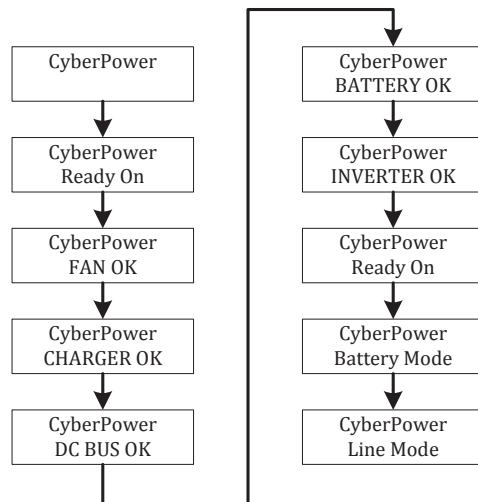 CyberPower
CyberPower
Ready On
CyberPower
FAN OK
CyberPower
CHARGER OK
CyberPower
DC BUS OK
CyberPower
BATTERY OK
CyberPower
INVERTER OK
CyberPower
Ready On
CyberPower
Battery Mode
CyberPower
Line Mode